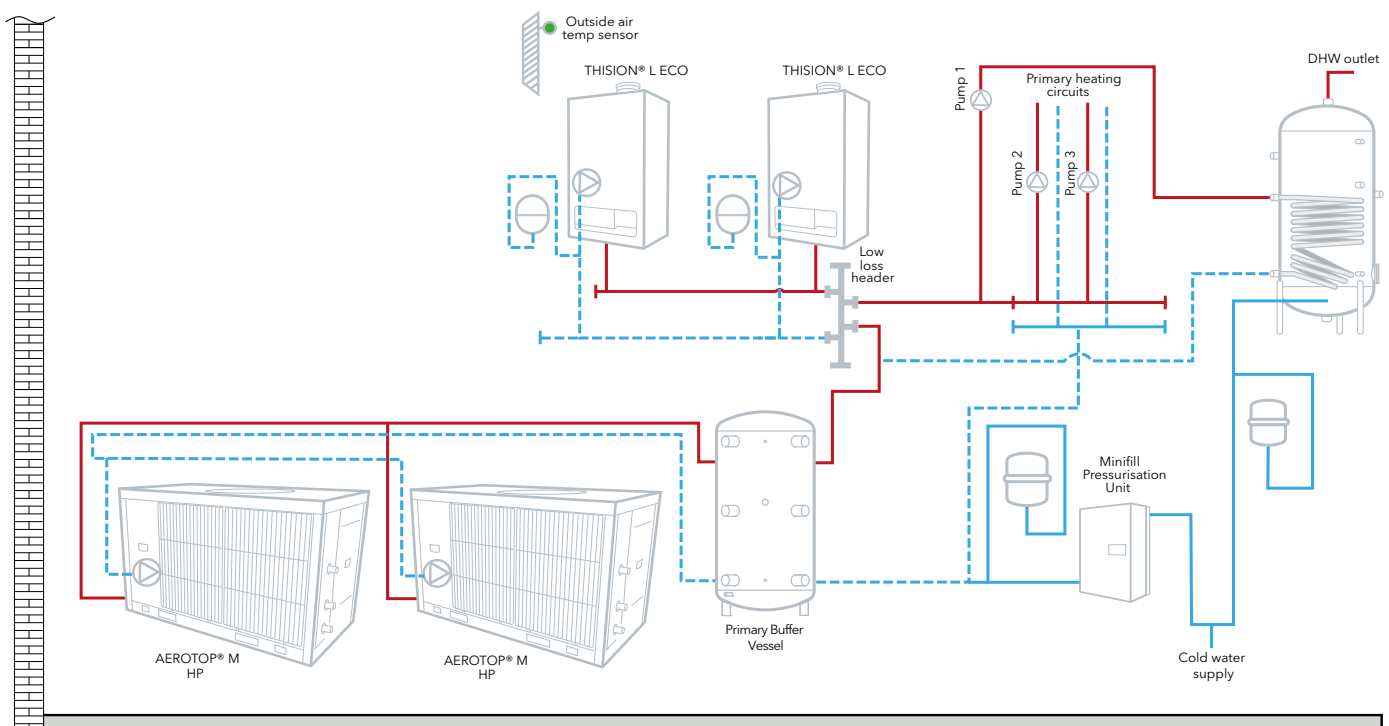 Outside air
temp sensor
THISION® L ECO
THISION® L ECO
Pump 1
Primary heating
circuits
DHW outlet
Pump 2
Pump 3
Low
loss
header
Minifill
Pressurisation
Unit
Primary Buffer
Vessel
AEROTOP® M
HP
AEROTOP® M
HP
Cold water
supply